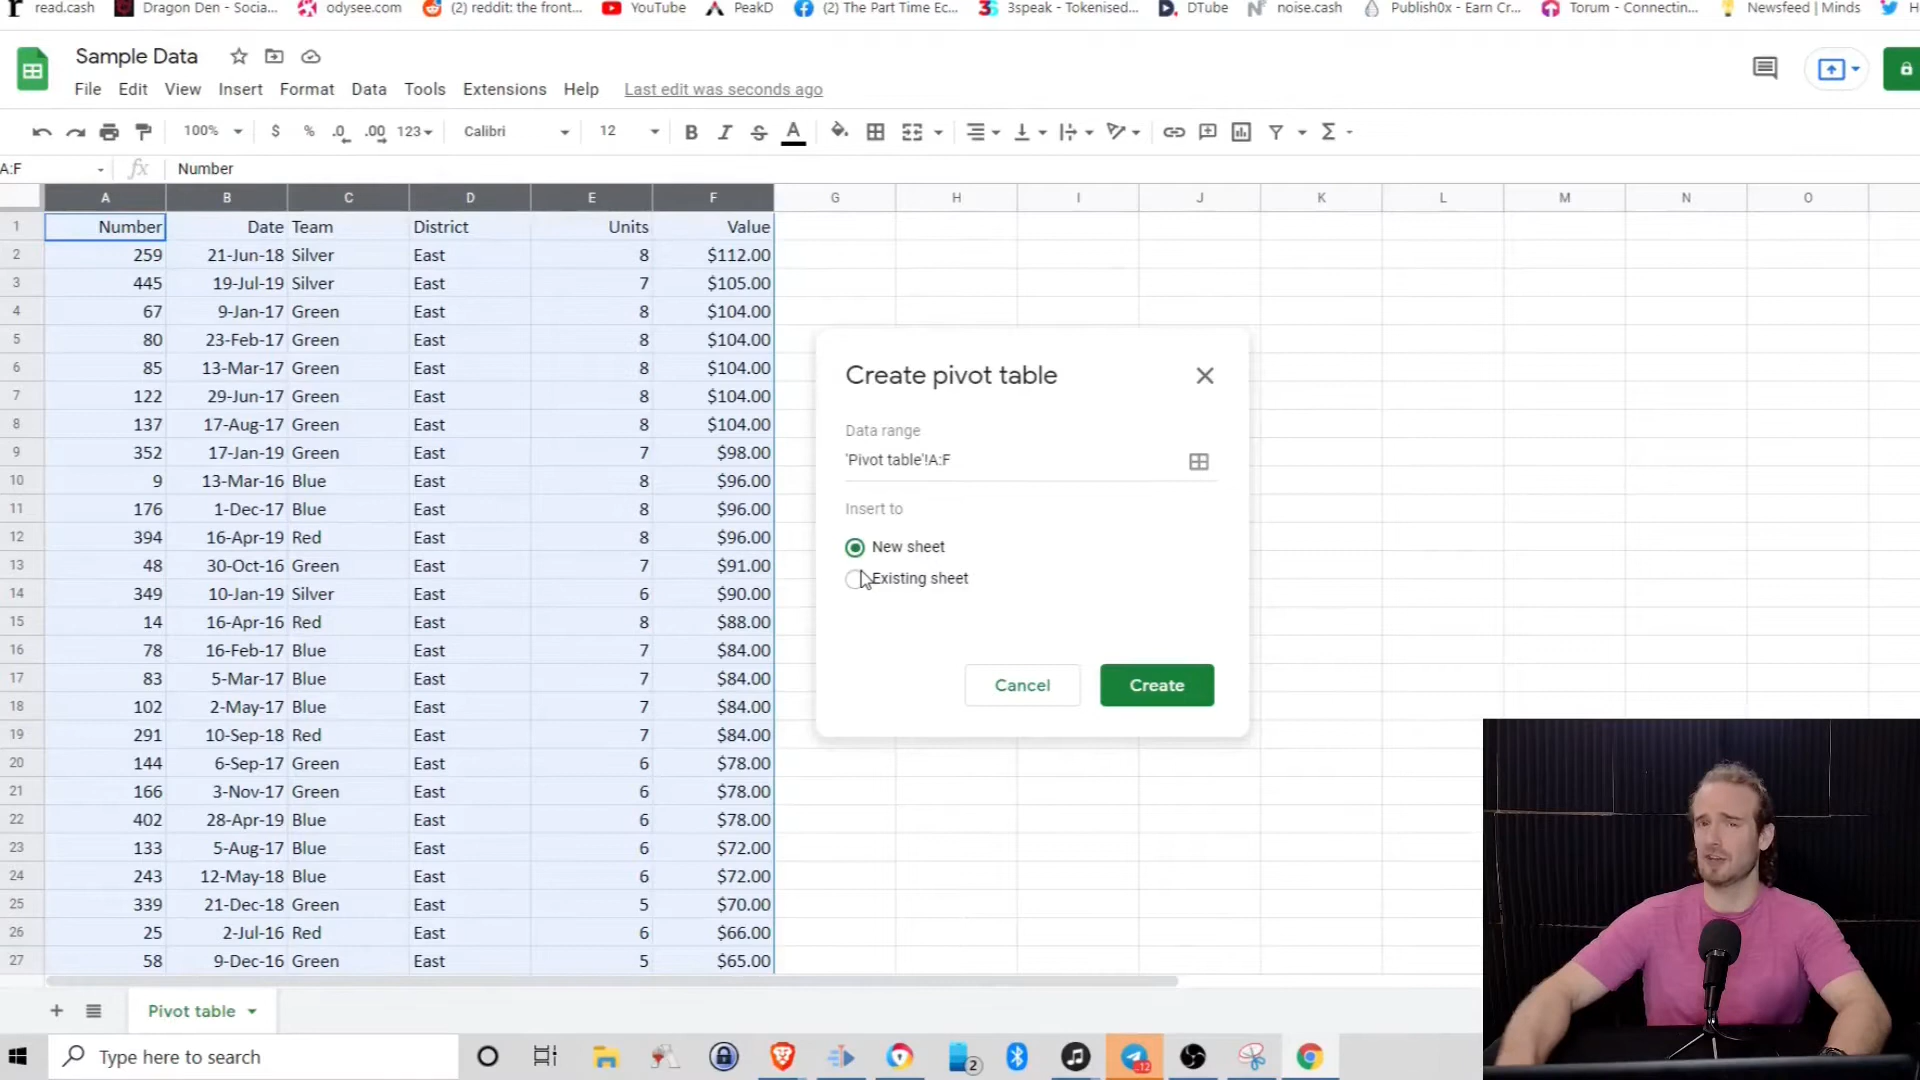 read.cash Dragon Den - Socia... odysee.com (2) reddit: the front... YouTube PeakD (2) The Part Time Ec... 3speak - Tokenised... DTube noise.cash Publish0x - Earn Cr... Torum - Connectin... Newsfeed | Minds
Sample Data
File Edit View Insert Format Data Tools Extensions Help Last edit was seconds ago
100% $ % .0 .00 123 Calibri 12 B I S A
A:F fx Number
A B C D E F G H I J K L M N O
1 Number Date Team District Units Value
2 259 21-Jun-18 Silver East 8 $112.00
3 445 19-Jul-19 Silver East 7 $105.00
4 67 9-Jan-17 Green East 8 $104.00
5 80 23-Feb-17 Green East 8 $104.00
6 85 13-Mar-17 Green East 8 $104.00
7 122 29-Jun-17 Green East 8 $104.00
8 137 17-Aug-17 Green East 8 $104.00
9 352 17-Jan-19 Green East 7 $98.00
10 9 13-Mar-16 Blue East 8 $96.00
11 176 1-Dec-17 Blue East 8 $96.00
12 394 16-Apr-19 Red East 8 $96.00
13 48 30-Oct-16 Green East 7 $91.00
14 349 10-Jan-19 Silver East 6 $90.00
15 14 16-Apr-16 Red East 8 $88.00
16 78 16-Feb-17 Blue East 7 $84.00
17 83 5-Mar-17 Blue East 7 $84.00
18 102 2-May-17 Blue East 7 $84.00
19 291 10-Sep-18 Red East 7 $84.00
20 144 6-Sep-17 Green East 6 $78.00
21 166 3-Nov-17 Green East 6 $78.00
22 402 28-Apr-19 Blue East 6 $78.00
23 133 5-Aug-17 Blue East 6 $72.00
24 243 12-May-18 Blue East 6 $72.00
25 339 21-Dec-18 Green East 5 $70.00
26 25 2-Jul-16 Red East 6 $66.00
27 58 9-Dec-16 Green East 5 $65.00
Create pivot table
Data range
'Pivot table'!A:F
Insert to
New sheet
Existing sheet
Cancel Create
Pivot table
Type here to search 2 12